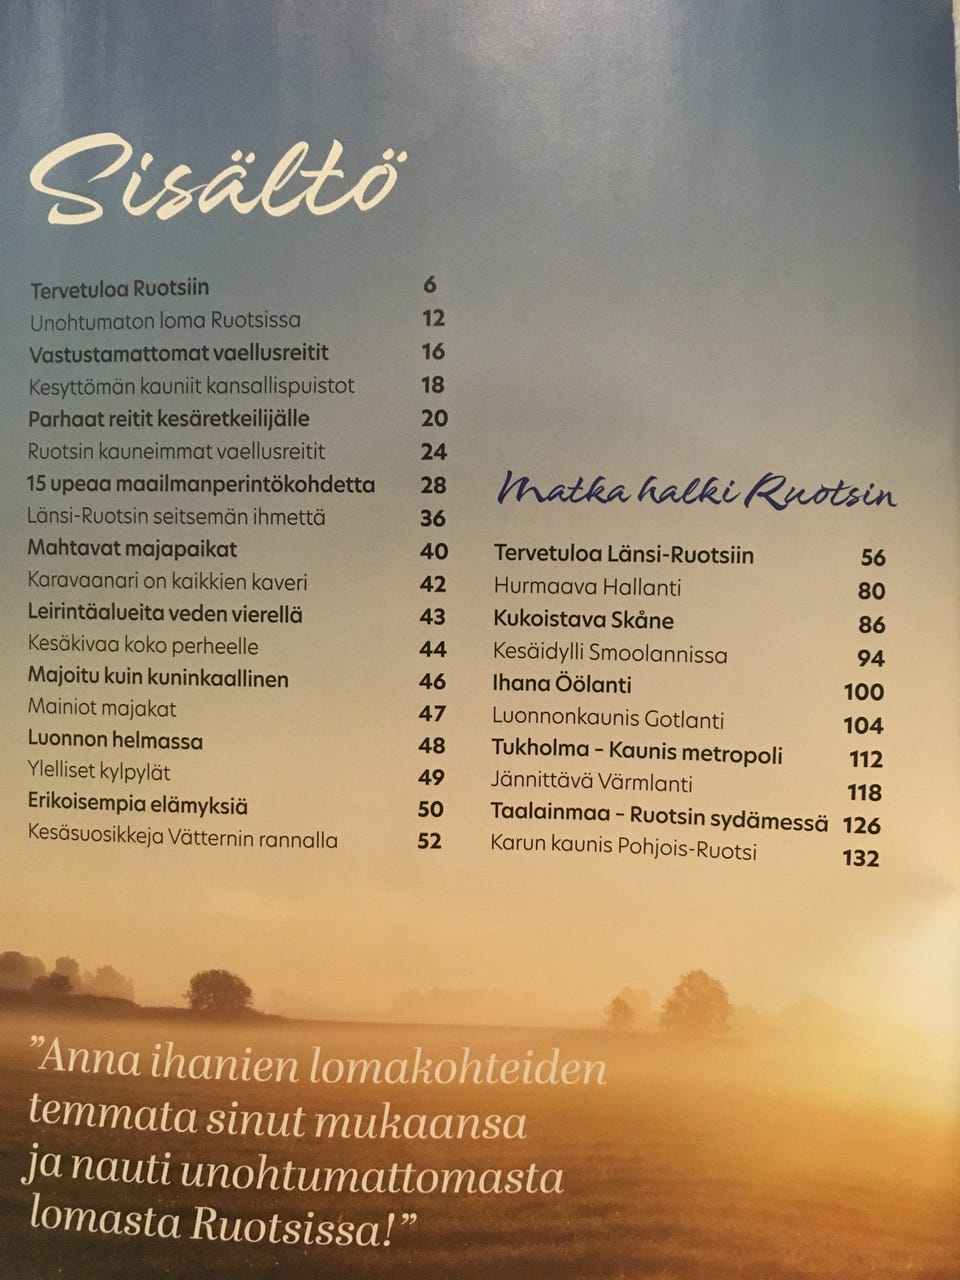 Sisältö
Tervetuloa Ruotsiin 6
Unohtumaton loma Ruotsissa 12
Vastustamattomat vaellusreitit 16
Kesyttömän kauniit kansallispuistot 18
Parhaat reitit kesäretkeilijälle 20
Ruotsin kauneimmat vaellusreitit 24
15 upeaa maailmanperintökohdetta 28
Länsi-Ruotsin seitsemän ihmettä 36
Mahtavat majapaikat 40
Karavaanari on kaikkien kaveri 42
Leirintäalueita veden vierellä 43
Kesäkivaa koko perheelle 44
Majoitu kuin kuninkaallinen 46
Mainiot majakat 47
Luonnon helmassa 48
Ylelliset kylpylät 49
Erikoisempia elämyksiä 50
Kesäsuosikkeja Vätternin rannalla 52
Matka halki Ruotsin
Tervetuloa Länsi-Ruotsiin 56
Hurmaava Hallanti 80
Kukoistava Skåne 86
Kesäidylli Smoolannissa 94
Ihana Öölanti 100
Luonnonkaunis Gotlanti 104
Tukholma – Kaunis metropoli 112
Jännittävä Värmlanti 118
Taalainmaa – Ruotsin sydämessä 126
Karun kaunis Pohjois-Ruotsi 132
”Anna ihanien lomakohteiden
temmata sinut mukaansa
ja nauti unohtumattomasta
lomasta Ruotsissa!”